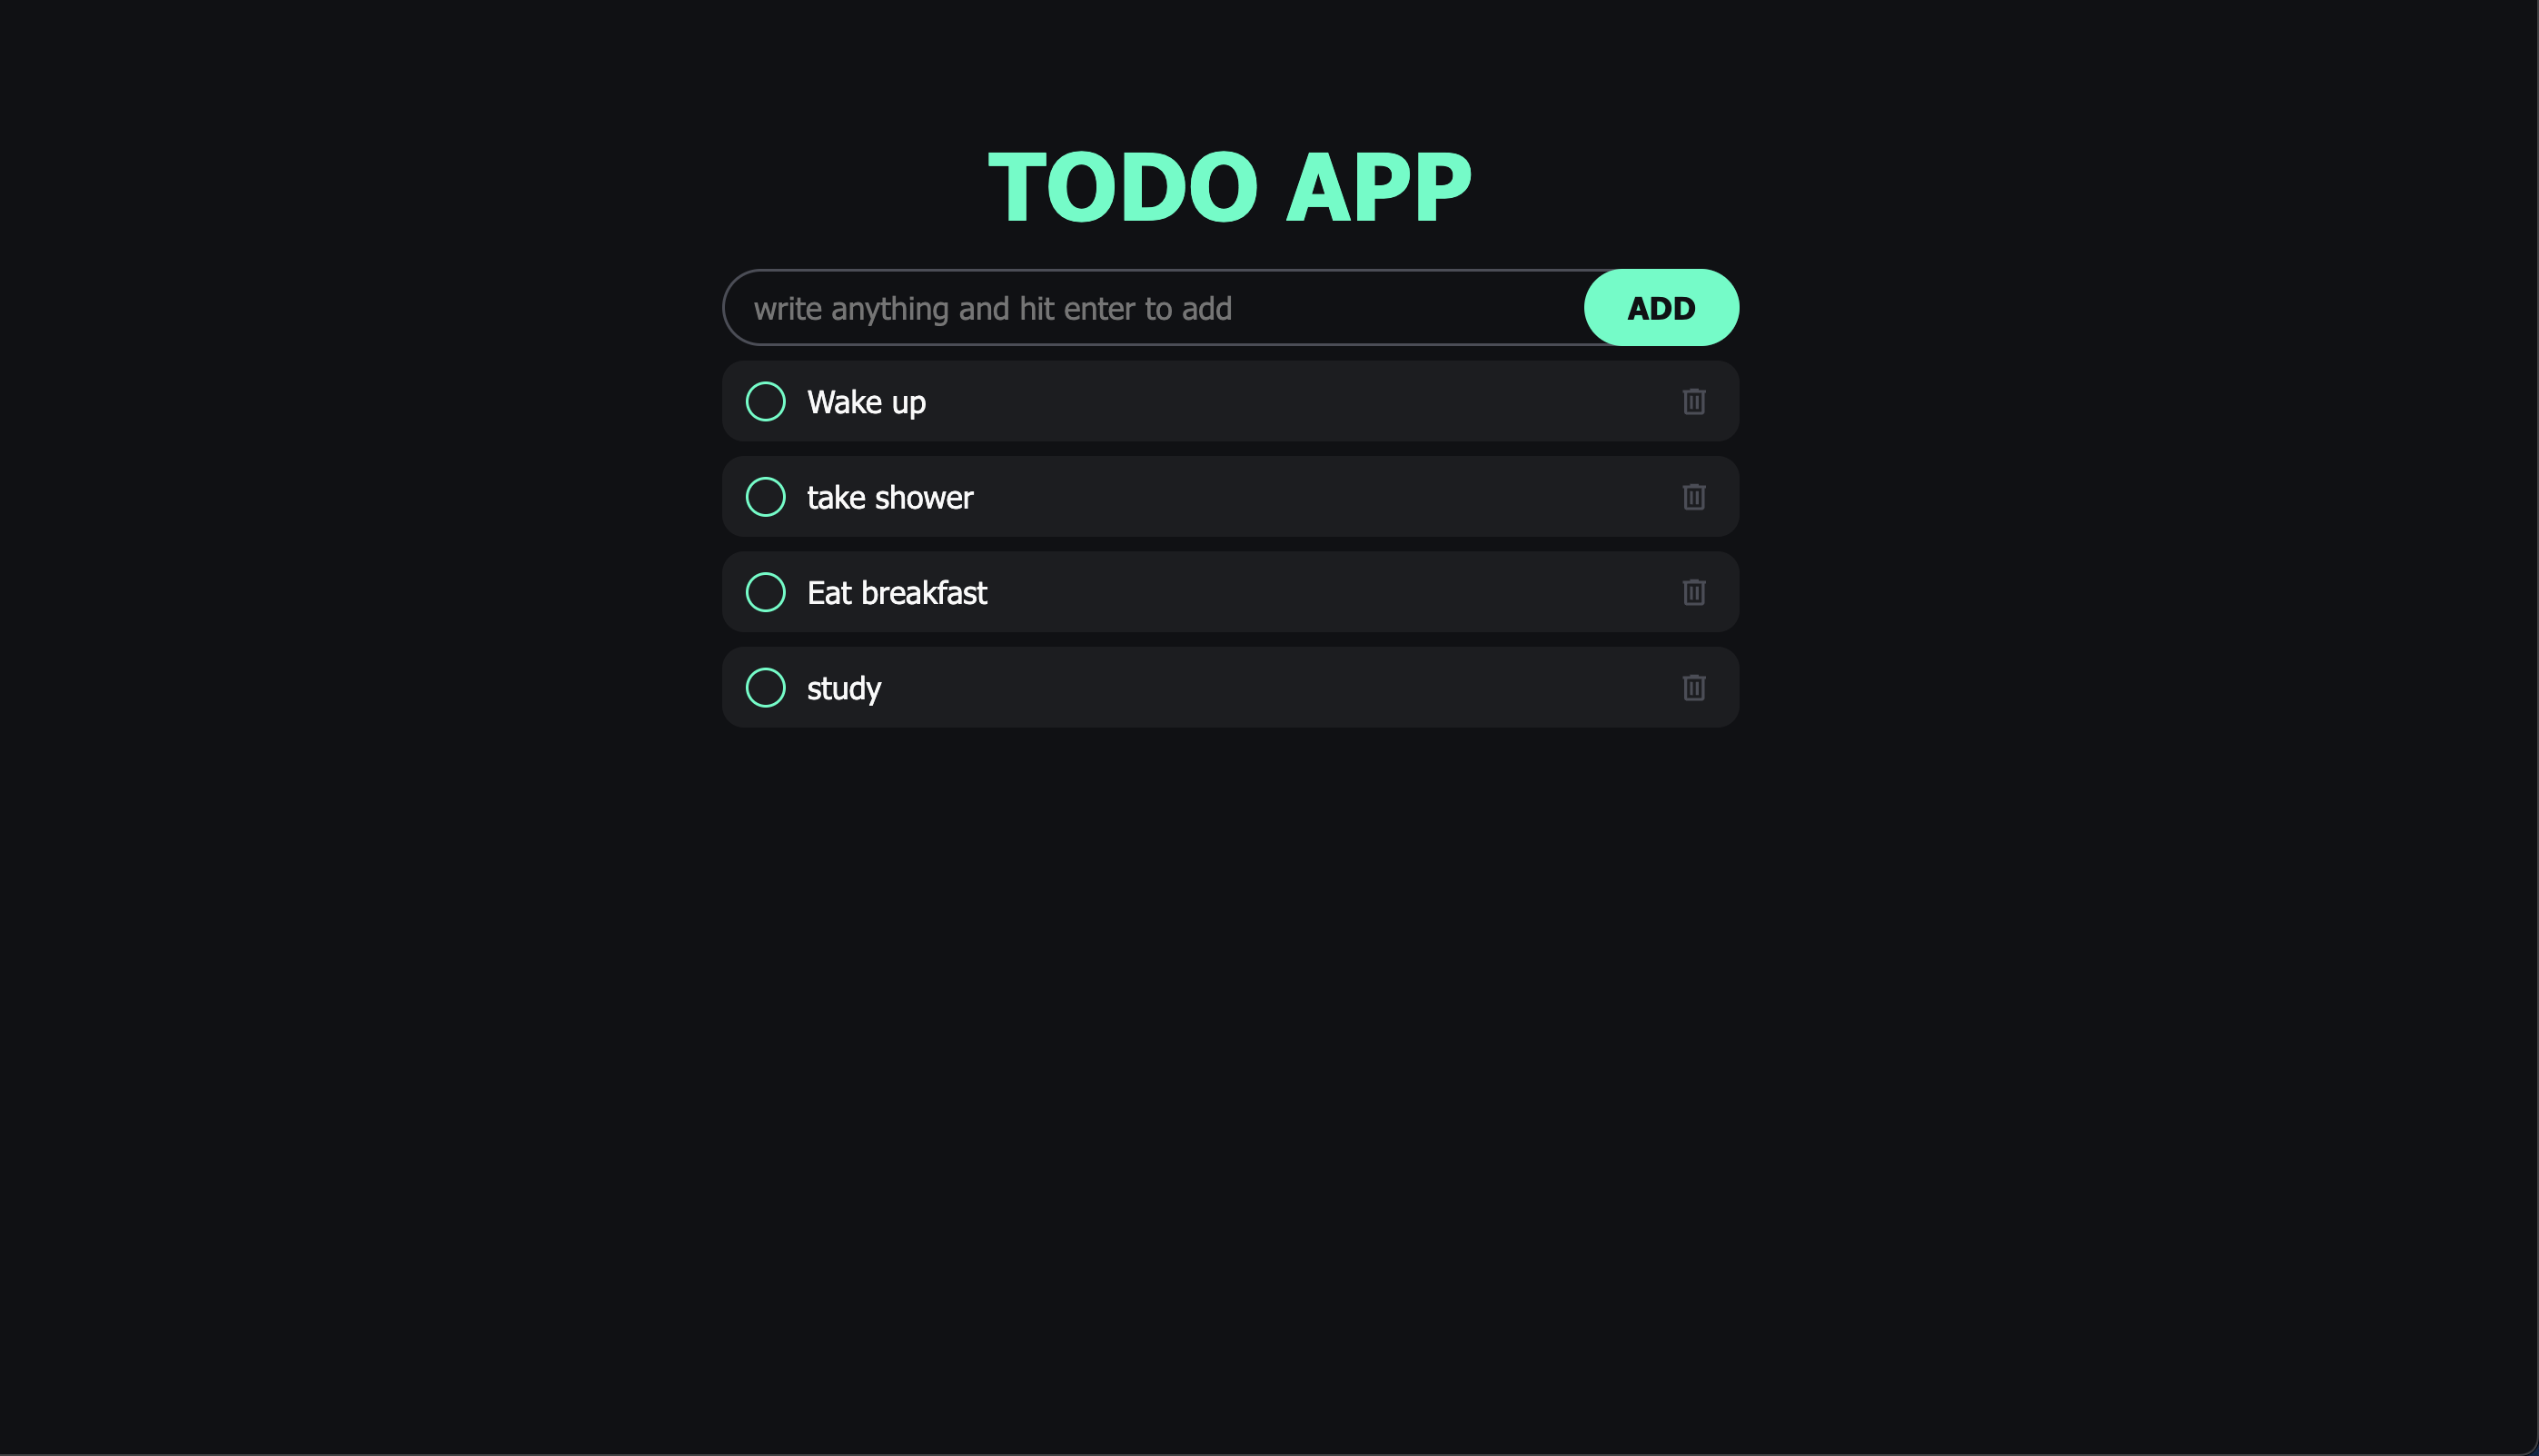 TODO APP
write anything and hit enter to add
ADD
Wake up
take shower
Eat breakfast
study